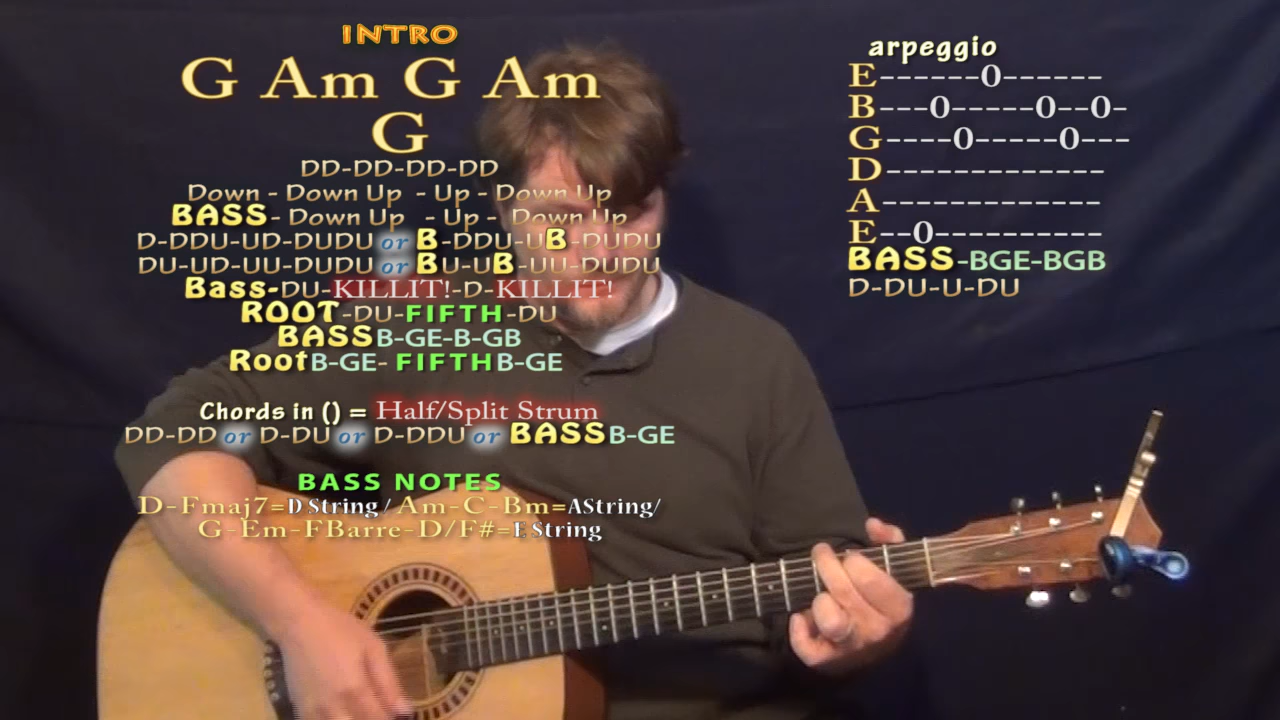 INTRO
G Am G Am
G
DD-DD-DD-DD
Down - Down Up - Up - Down Up
BASS - Down Up - Up - Down Up
D-DDU-UD-DUDU or B-DDU-UB-DUDU
DU-UD-UU-DUDU or BU-UB-UU-DUDU
Bass-DU-KILLIT!-D-KILLIT!
ROOT-DU-FIFTH-DU
BASSB-GE-B-GB
RootB-GE- FIFTHB-GE
Chords in () = Half/Split Strum
DD-DD or D-DU or D-DDU or BASSB-GE
BASS NOTES
D-Fmaj7=D String / Am-C-Bm=AString/
G-Em-FBarre-D/F#=E String
arpeggio
E------0------
B---0-----0--0-
G----0-----0---
D-------------
A-------------
E--0----------
BASS-BGE-BGB
D-DU-U-DU